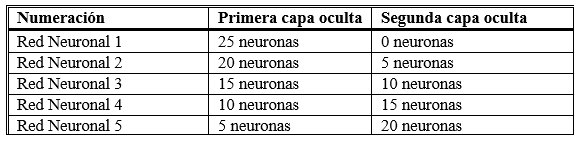 Numeración Primera capa oculta Segunda capa oculta
Red Neuronal 1 25 neuronas 0 neuronas
Red Neuronal 2 20 neuronas 5 neuronas
Red Neuronal 3 15 neuronas 10 neuronas
Red Neuronal 4 10 neuronas 15 neuronas
Red Neuronal 5 5 neuronas 20 neuronas